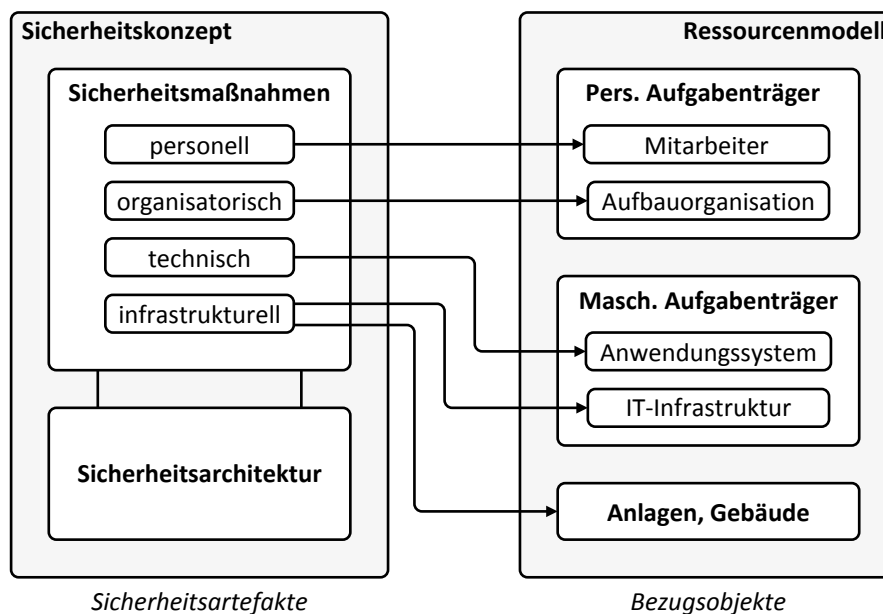 Sicherheitskonzept
Sicherheitsmaßnahmen
personell
organisatorisch
technisch
infrastrukturell
Sicherheitsarchitektur
Sicherheitsartefakte
Ressourcenmodell
Pers. Aufgabenträger
Mitarbeiter
Aufbauorganisation
Masch. Aufgabenträger
Anwendungssystem
IT-Infrastruktur
Anlagen, Gebäude
Bezugsobjekte